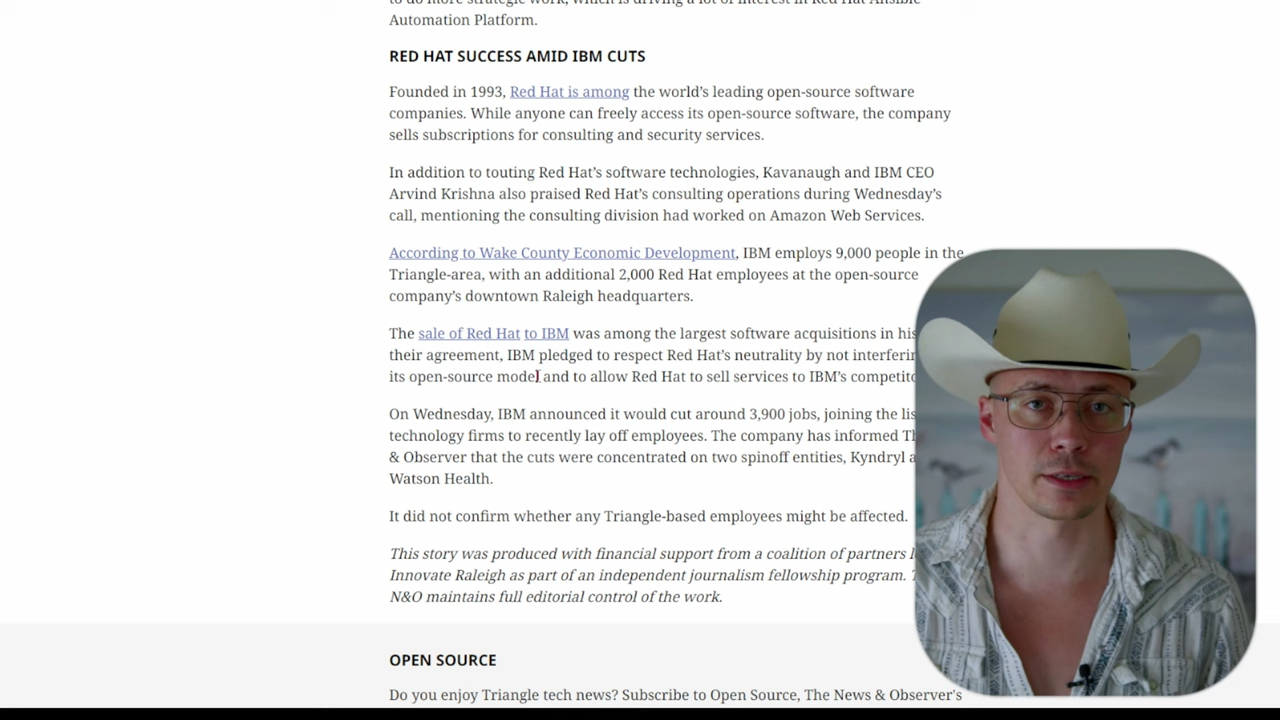 to do more strategic work, which is driving a lot of interest in Red Hat Ansible
Automation Platform.
RED HAT SUCCESS AMID IBM CUTS
Founded in 1993, Red Hat is among the world's leading open-source software
companies. While anyone can freely access its open-source software, the company
sells subscriptions for consulting and security services.
In addition to touting Red Hat's software technologies, Kavanaugh and IBM CEO
Arvind Krishna also praised Red Hat's consulting operations during Wednesday's
call, mentioning the consulting division had worked on Amazon Web Services.
According to Wake County Economic Development, IBM employs 9,000 people in the
Triangle-area, with an additional 2,000 Red Hat employees at the open-source
company's downtown Raleigh headquarters.
The sale of Red Hat to IBM was among the largest software acquisitions in
their agreement, IBM pledged to respect Red Hat's neutrality by not
its open-source model and to allow Red Hat to sell services to IBM's
On Wednesday, IBM announced it would cut around 3,900 jobs, joining the
technology firms to recently lay off employees. The company has informed
& Observer that the cuts were concentrated on two spinoff entities, Kyndryl
Watson Health.
It did not confirm whether any Triangle-based employees might be affected.
This story was produced with financial support from a coalition of partners
Innovate Raleigh as part of an independent journalism fellowship program.
N&O maintains full editorial control of the work.
OPEN SOURCE
Do you enjoy Triangle tech news? Subscribe to Open Source, The News & Observer's